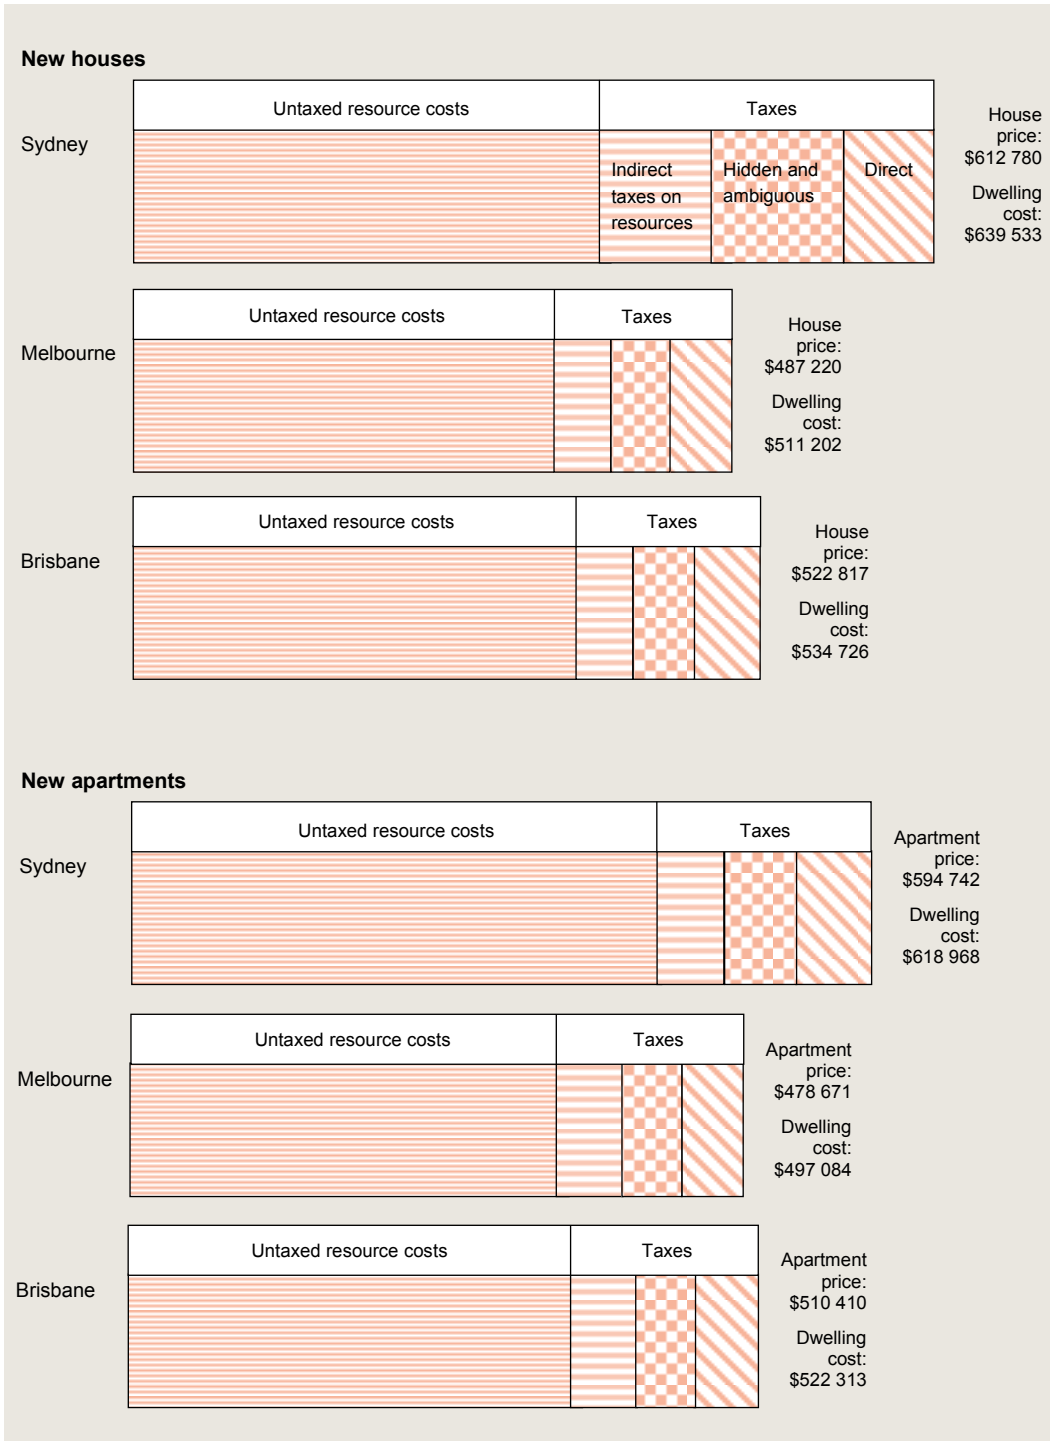 New houses
Untaxed resource costs
Taxes
Sydney
Indirect
taxes on
resources
Hidden and
ambiguous
Direct
House
price:
$612 780
Dwelling
cost:
$639 533
Untaxed resource costs
Taxes
Melbourne
House
price:
$487 220
Dwelling
cost:
$511 202
Untaxed resource costs
Taxes
Brisbane
House
price:
$522 817
Dwelling
cost:
$534 726
New apartments
Untaxed resource costs
Taxes
Sydney
Apartment
price:
$594 742
Dwelling
cost:
$618 968
Untaxed resource costs
Taxes
Melbourne
Apartment
price:
$478 671
Dwelling
cost:
$497 084
Untaxed resource costs
Taxes
Brisbane
Apartment
price:
$510 410
Dwelling
cost:
$522 313